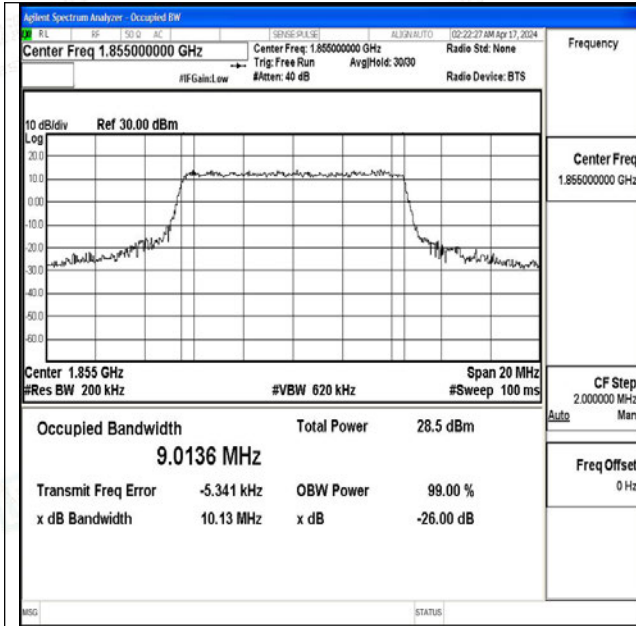 Agilent Spectrum Analyzer - Occupied BW
RL RF 50 Ω AC SENSE:PULSE ALIGNAUTO 02:22:27 AM Apr 17, 2024
Center Freq 1.855000000 GHz Center Freq: 1.855000000 GHz Radio Std: None
Trig: Free Run Avg|Hold: 30/30
#IFGain:Low #Atten: 40 dB Radio Device: BTS
Frequency
10 dB/div Ref 30.00 dBm
Log
20.0
10.0
0.00
-10.0
-20.0
-30.0
-40.0
-50.0
-60.0
Center 1.855 GHz Span 20 MHz
#Res BW 200 kHz #VBW 620 kHz #Sweep 100 ms
Occupied Bandwidth Total Power 28.5 dBm
9.0136 MHz
Transmit Freq Error -5.341 kHz OBW Power 99.00 %
x dB Bandwidth 10.13 MHz x dB -26.00 dB
Center Freq
1.855000000 GHz
CF Step
2.000000 MHz
Auto Man
Freq Offset
0 Hz
MSG STATUS